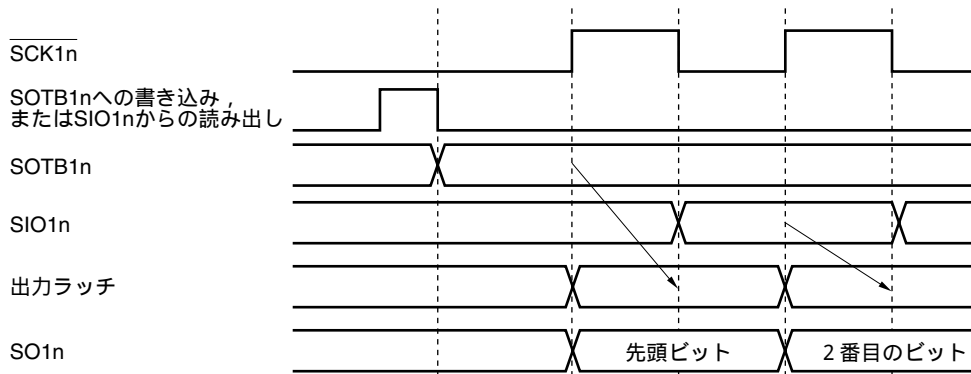 SCK1n
SOTB1nへの書き込み，
またはSIO1nからの読み出し
SOTB1n
SIO1n
出力ラッチ
SO1n
先頭ビット
2番目のビット